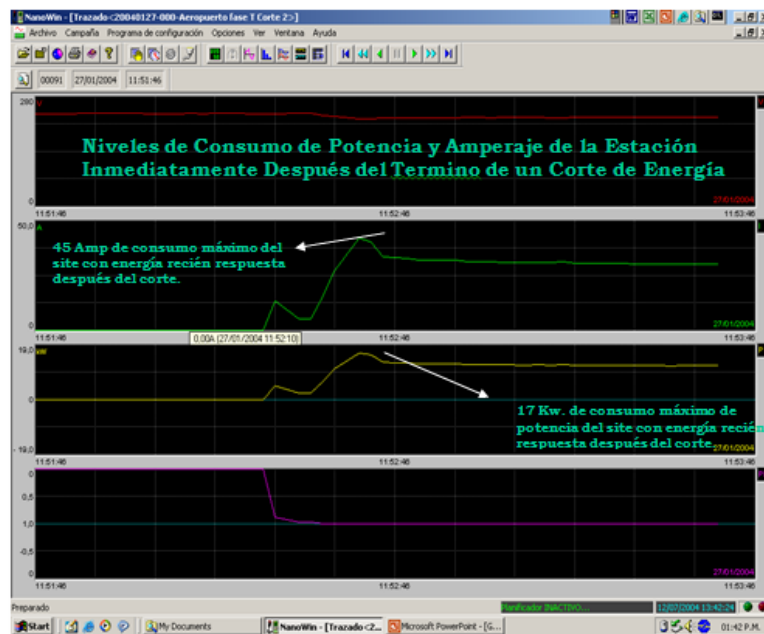 NanoWin - [Trazado<20040127-000-Aeropuerto fase T Corte 2>]
Archivo Campaña Programa de configuración Opciones Ver Ventana Ayuda
00091 27/01/2004 11:51:46
280 V
Niveles de Consumo de Potencia y Amperaje de la Estación
Inmediatamente Después del Termino de un Corte de Energía
0
27/01/2004
11:51:46 11:52:46 11:53:46
50,0 A
45 Amp de consumo máximo del
site con energía recién respuesta
después del corte.
0
27/01/2004
11:51:46 11:52:46 11:53:46
0,00A (27/01/2004 11:52:10)
19,0 kW
0
17 Kw. de consumo máximo de
potencia del site con energía recién
respuesta después del corte.
- 19,0
27/01/2004
11:51:46 11:52:46 11:53:46
0
0,5
1,0
-0,5
0
27/01/2004
11:51:46 11:52:46 11:53:46
Preparado
Planificador INACTIVO...
12/07/2004 13:42:24
Start
My Documents
NanoWin - [Trazado<2...
Microsoft PowerPoint - [G...
01:42 P.M.